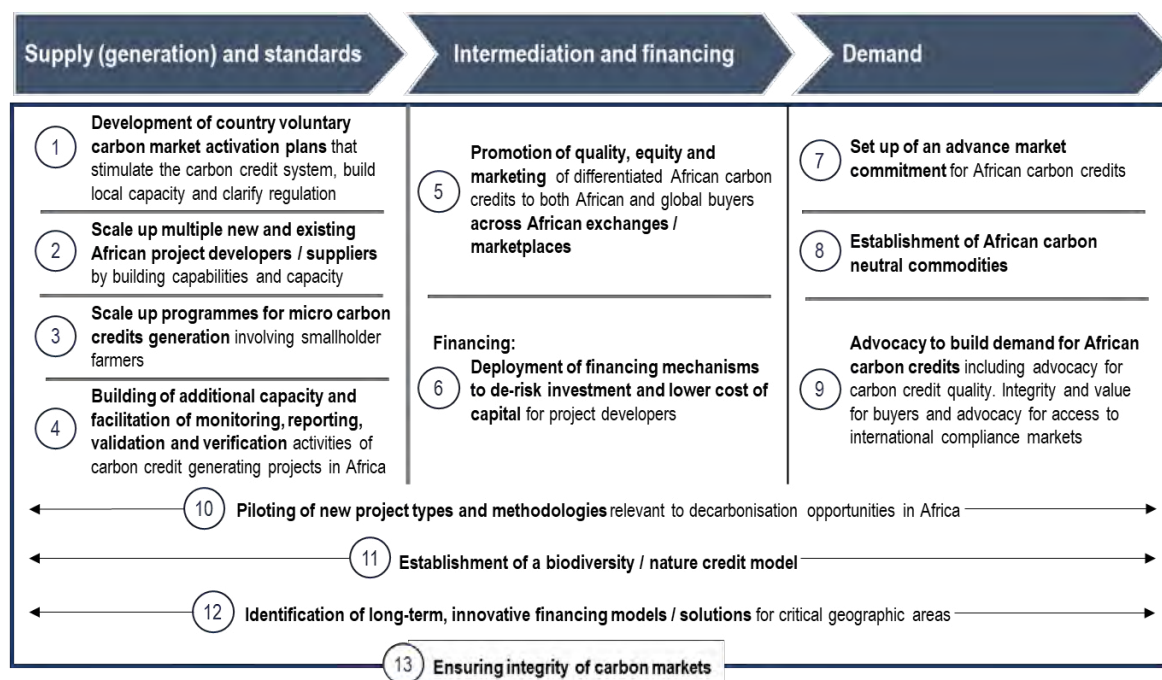 Supply (generation) and standards
Intermediation and financing
Demand
1
Development of country voluntary
carbon market activation plans that
stimulate the carbon credit system, build
local capacity and clarify regulation
2
Scale up multiple new and existing
African project developers / suppliers
by building capabilities and capacity
3
Scale up programmes for micro carbon
credits generation involving smallholder
farmers
4
Building of additional capacity and
facilitation of monitoring, reporting,
validation and verification activities of
carbon credit generating projects in Africa
5
Promotion of quality, equity and
marketing of differentiated African carbon
credits to both African and global buyers
across African exchanges /
marketplaces
Financing:
6
Deployment of financing mechanisms
to de-risk investment and lower cost of
capital for project developers
7
Set up of an advance market
commitment for African carbon credits
8
Establishment of African carbon
neutral commodities
9
Advocacy to build demand for African
carbon credits including advocacy for
carbon credit quality. Integrity and value
for buyers and advocacy for access to
international compliance markets
10 Piloting of new project types and methodologies relevant to decarbonisation opportunities in Africa
11 Establishment of a biodiversity / nature credit model
12 Identification of long-term, innovative financing models / solutions for critical geographic areas
13 Ensuring integrity of carbon markets